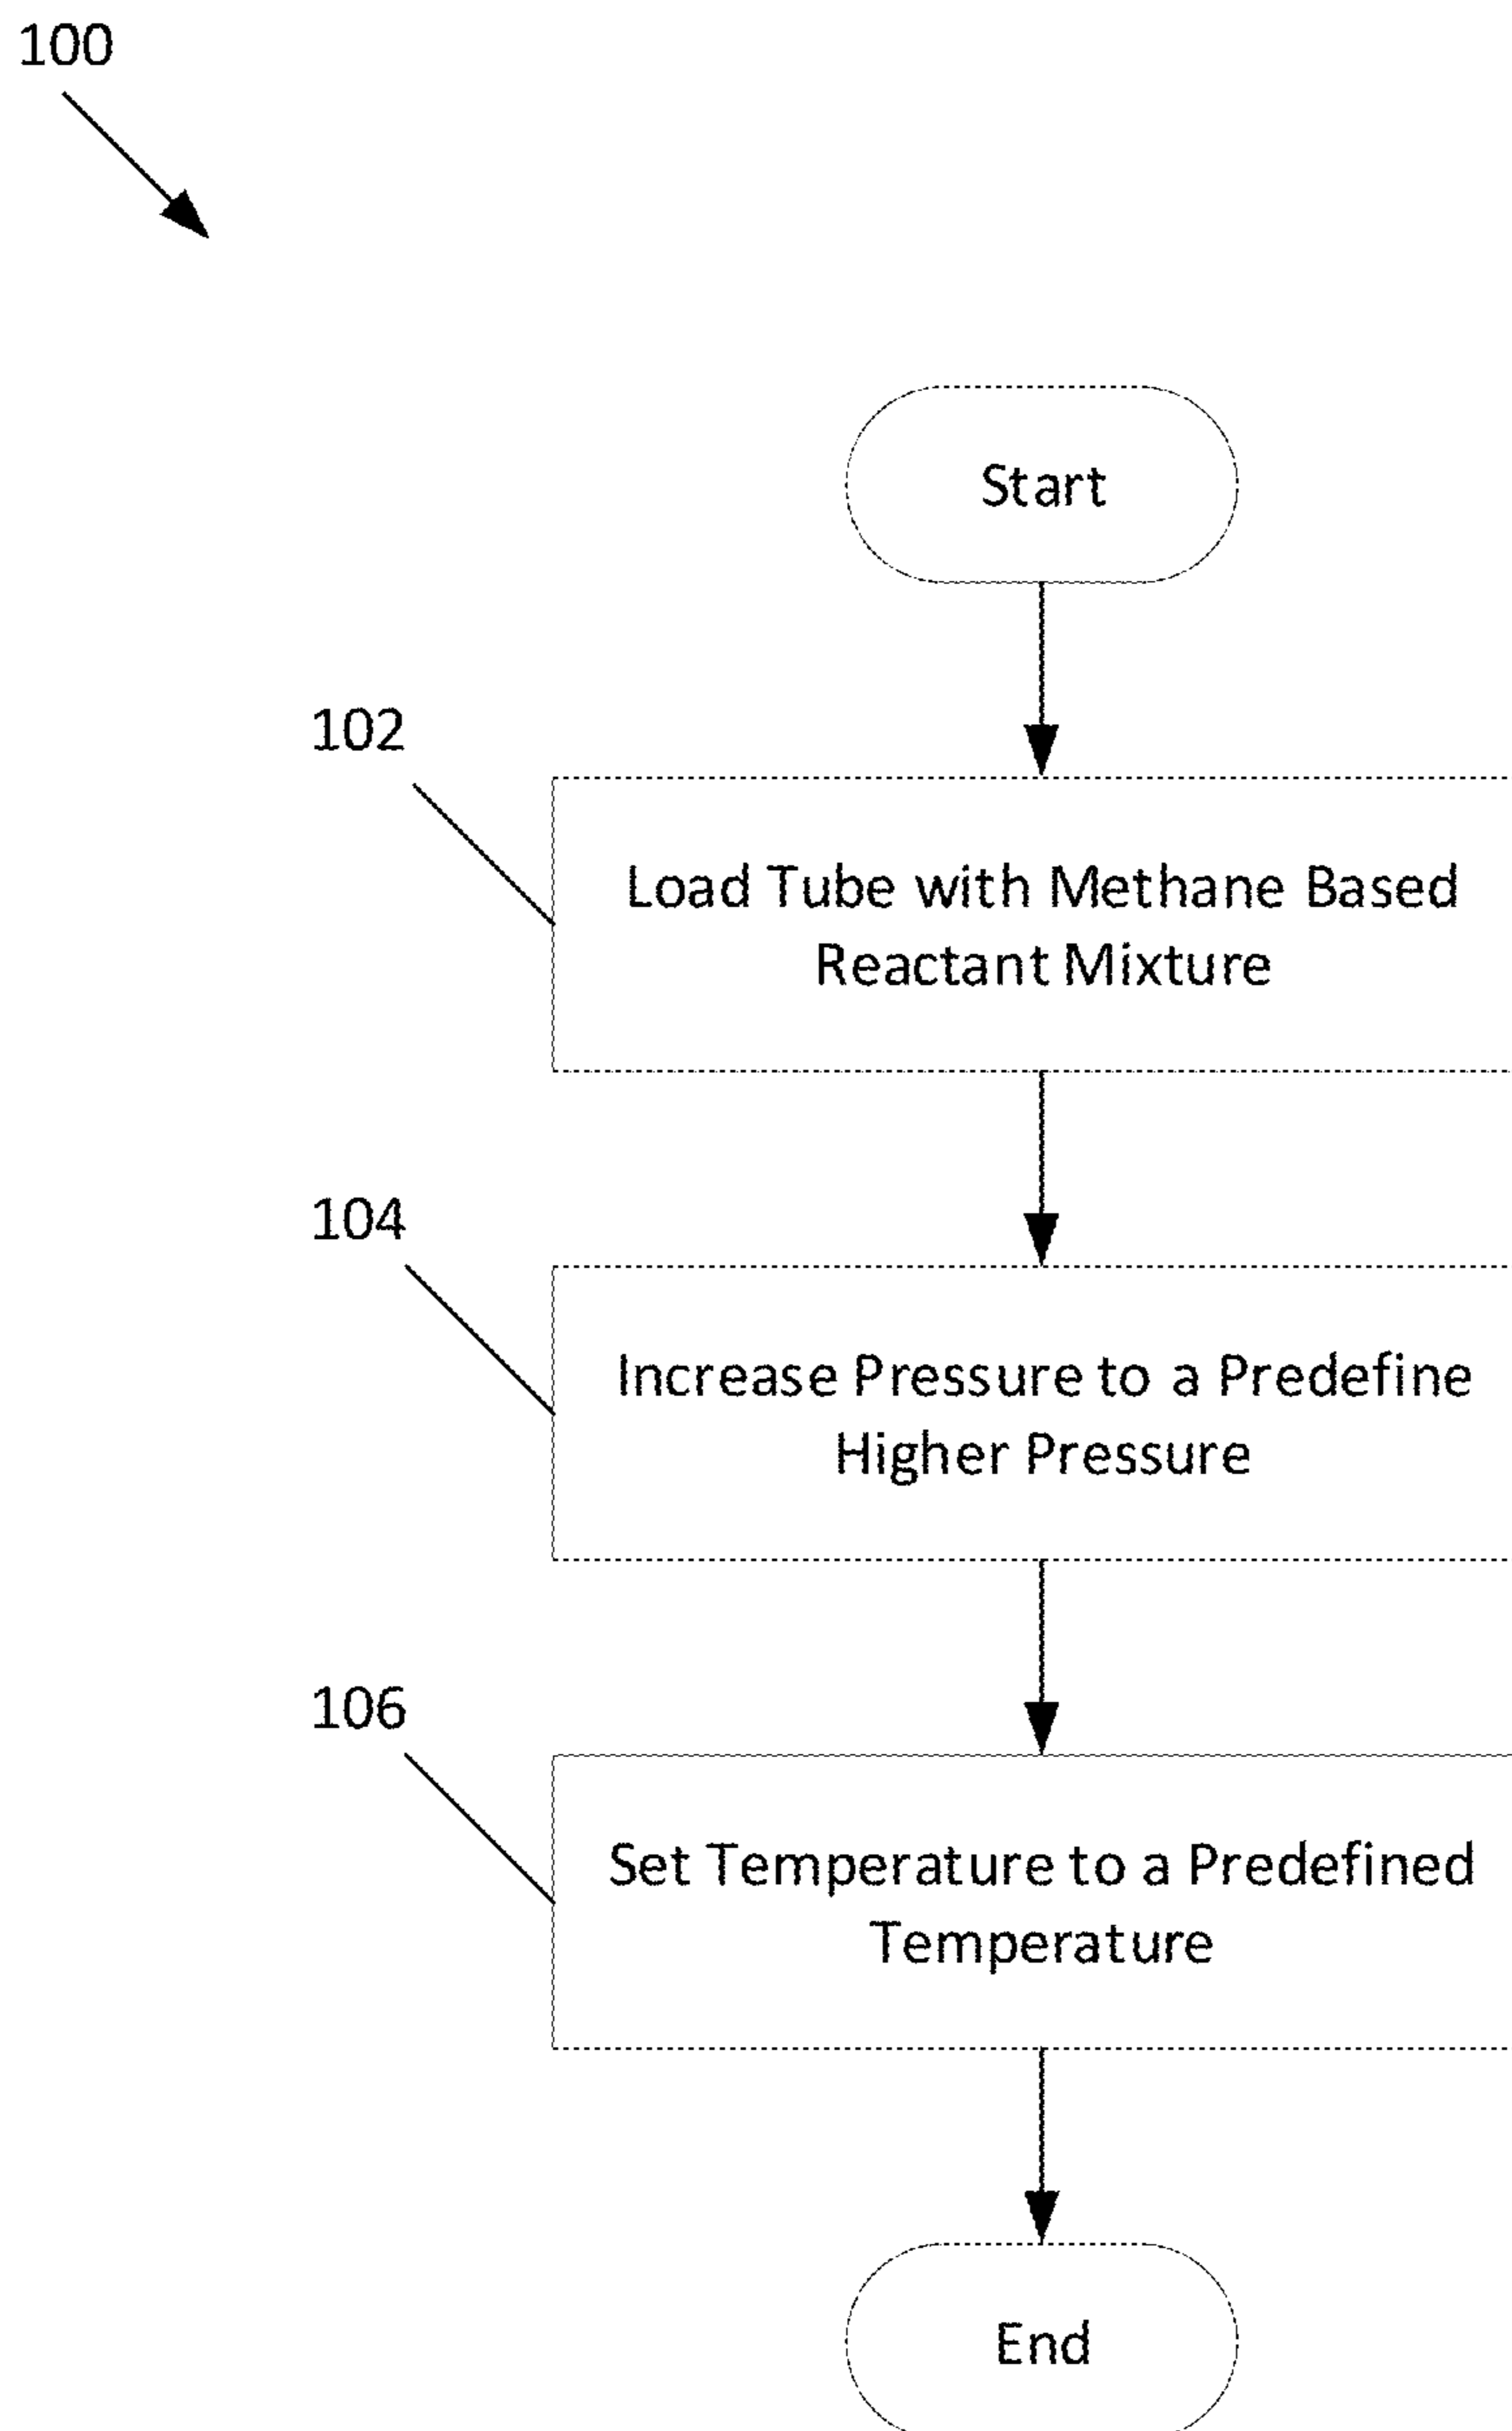 100
Start
102
Load Tube with Methane Based
Reactant Mixture
104
Increase Pressure to a Predefine
Higher Pressure
106
Set Temperature to a Predefined
Temperature
End